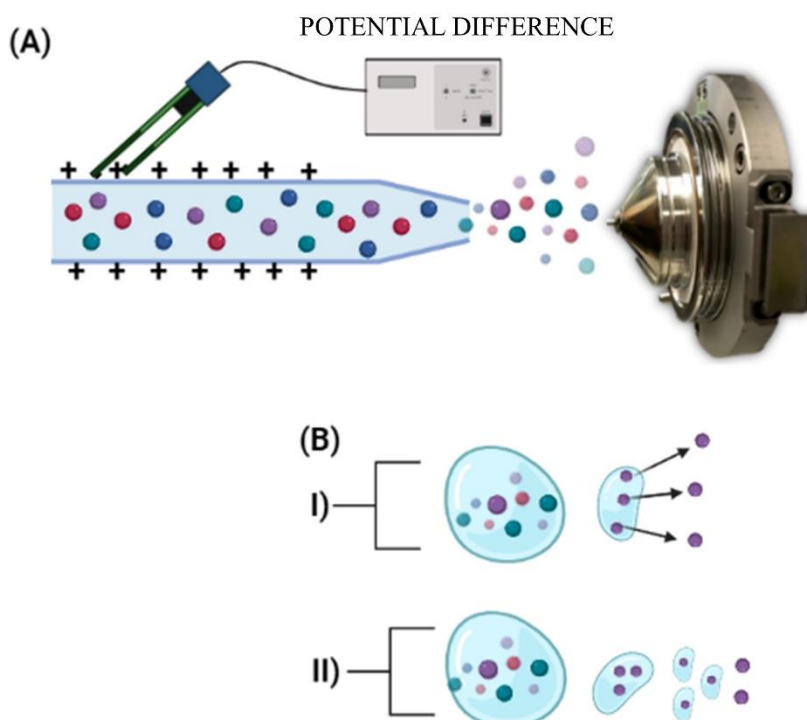 POTENTIAL DIFFERENCE
(A)
+ + + + + + +
+ + + + + + +
(B)
I)
II)